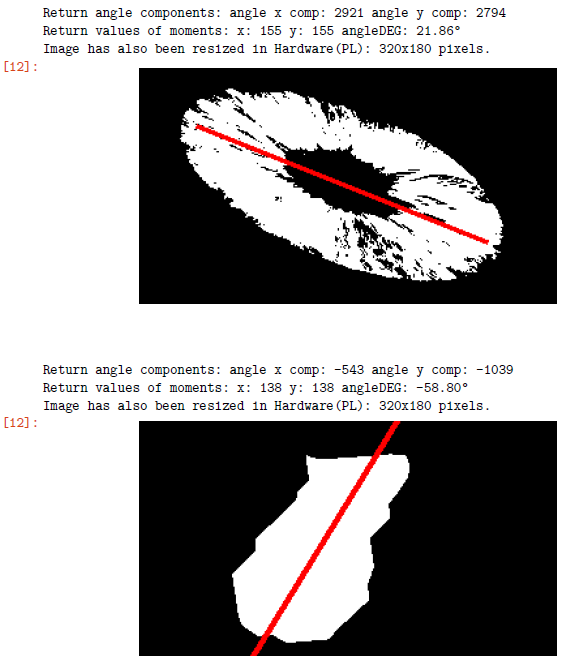 Return angle components: angle x comp: 2921 angle y comp: 2794
Return values of moments: x: 155 y: 155 angleDEG: 21.86°
Image has also been resized in Hardware(PL): 320x180 pixels.
[12]:
Return angle components: angle x comp: -543 angle y comp: -1039
Return values of moments: x: 138 y: 138 angleDEG: -58.80°
Image has also been resized in Hardware(PL): 320x180 pixels.
[12]: